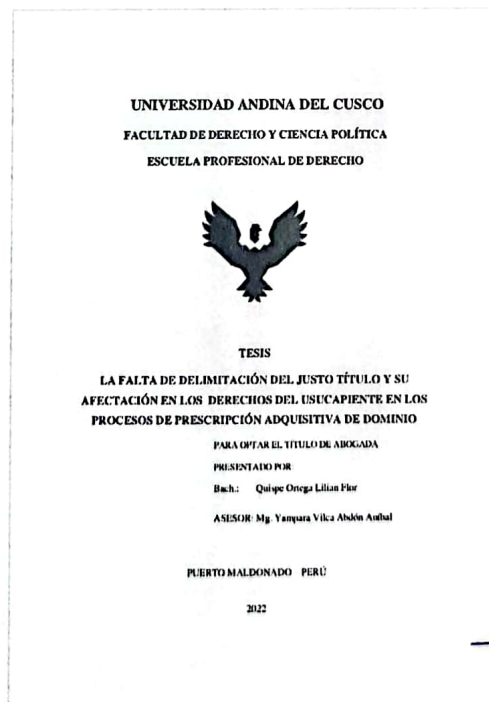 UNIVERSIDAD ANDINA DEL CUSCO
FACULTAD DE DERECHO Y CIENCIA POLÍTICA
ESCUELA PROFESIONAL DE DERECHO
TESIS
LA FALTA DE DELIMITACIÓN DEL JUSTO TÍTULO Y SU
AFECTACIÓN EN LOS DERECHOS DEL USUCAPIENTE EN LOS
PROCESOS DE PRESCRIPCIÓN ADQUISITIVA DE DOMINIO
PARA OPTAR EL TÍTULO DE ABOGADA
PRESENTADO POR
Bach.: Quispe Ortega Lilian Flor
ASESOR: Mg. Yampara Vilca Abdón Aníbal
PUERTO MALDONADO PERÚ
2022